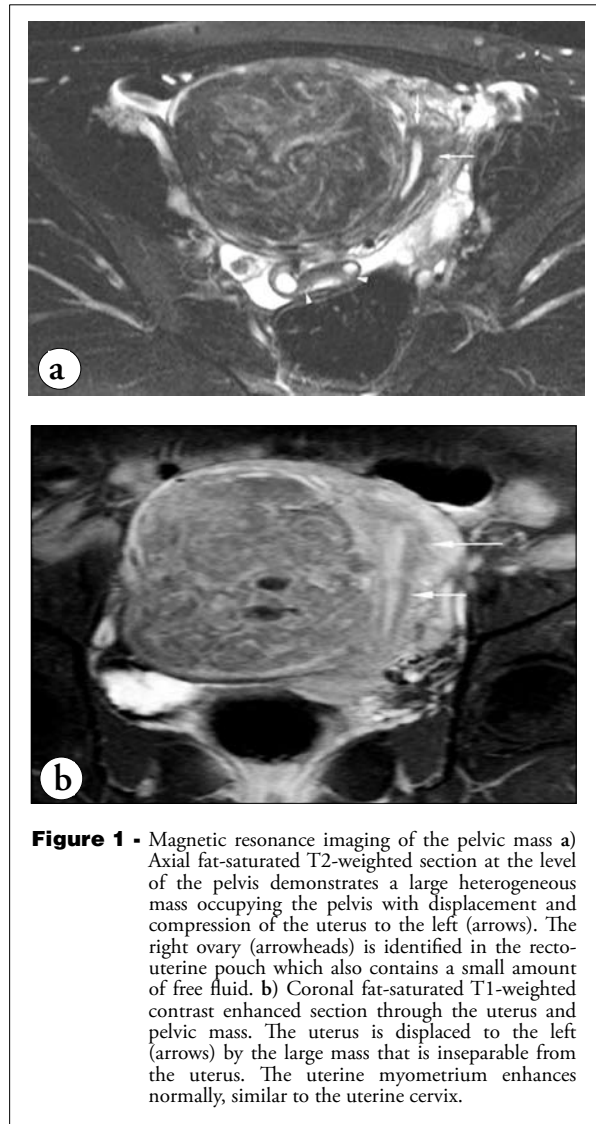 a
b
Figure 1 - Magnetic resonance imaging of the pelvic mass a)
Axial fat-saturated T2-weighted section at the level
of the pelvis demonstrates a large heterogeneous
mass occupying the pelvis with displacement and
compression of the uterus to the left (arrows). The
right ovary (arrowheads) is identified in the recto-
uterine pouch which also contains a small amount
of free fluid. b) Coronal fat-saturated T1-weighted
contrast enhanced section through the uterus and
pelvic mass. The uterus is displaced to the left
(arrows) by the large mass that is inseparable from
the uterus. The uterine myometrium enhances
normally, similar to the uterine cervix.